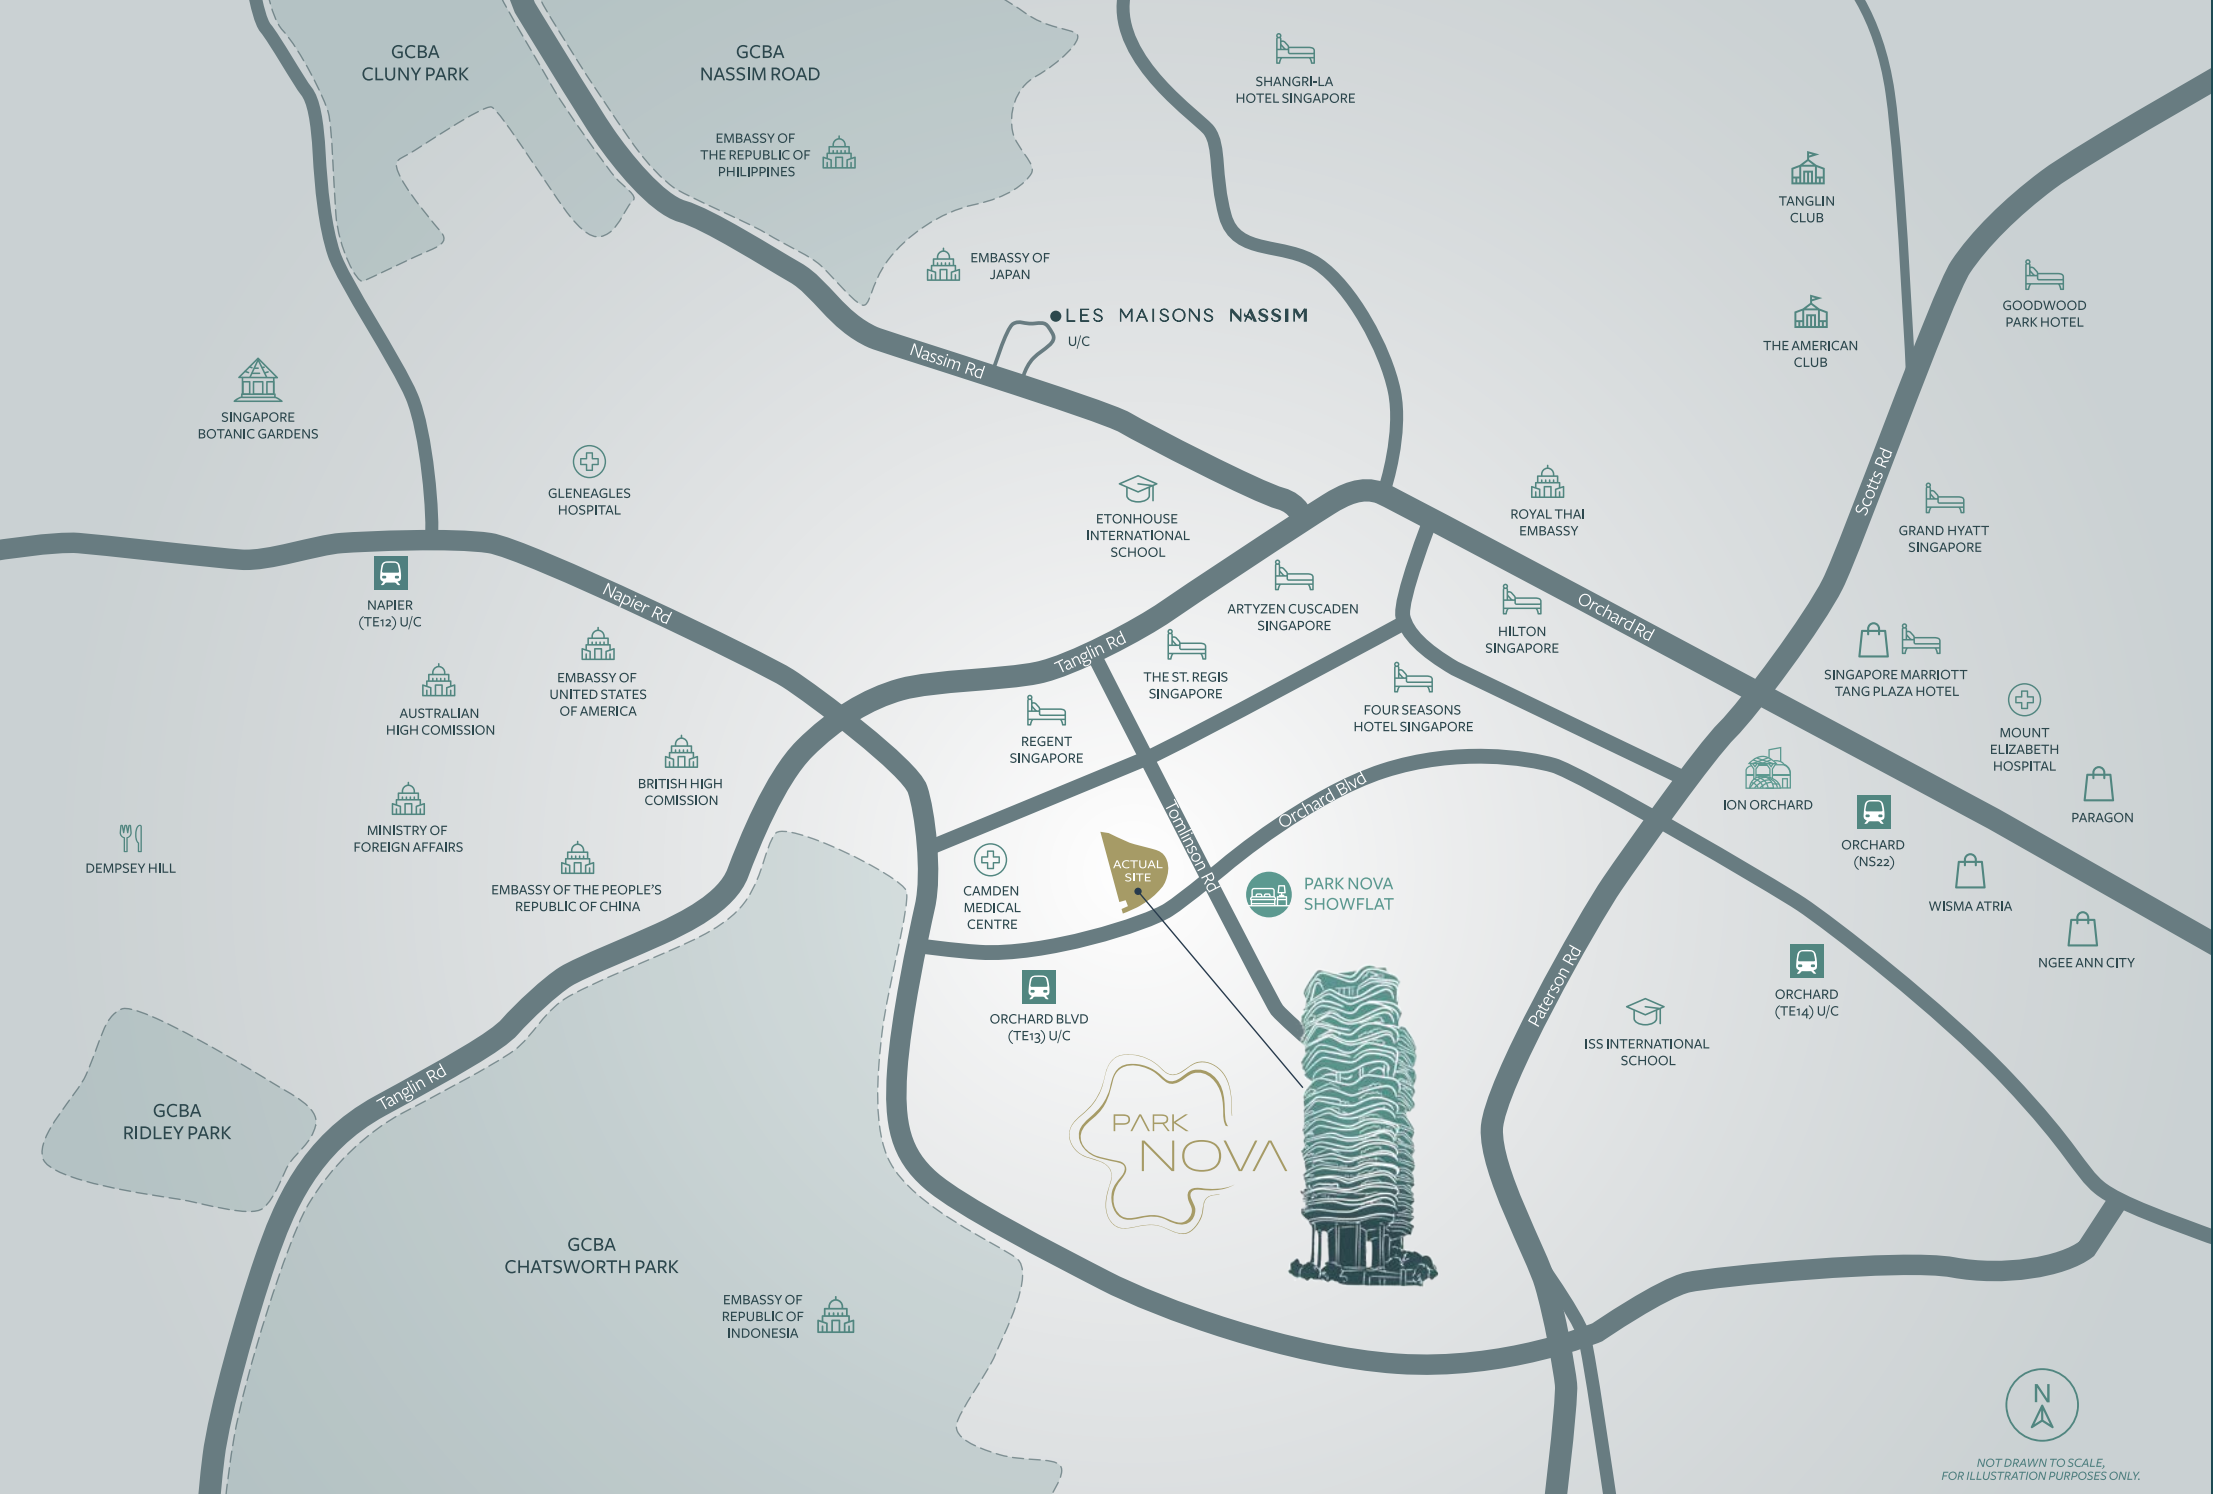 GCBA
CLUNY PARK
GCBA
NASSIM ROAD
SHANGRI-LA
HOTEL SINGAPORE
EMBASSY OF
THE REPUBLIC OF
PHILIPPINES
TANGLIN
CLUB
EMBASSY OF
JAPAN
LES MAISONS NASSIM
U/C
GOODWOOD
PARK HOTEL
THE AMERICAN
CLUB
Nassim Rd
SINGAPORE
BOTANIC GARDENS
GLENEAGLES
HOSPITAL
Scotts Rd
ETONHOUSE
INTERNATIONAL
SCHOOL
ROYAL THAI
EMBASSY
GRAND HYATT
SINGAPORE
NAPIER
(TE12) U/C
Napier Rd
ARTYZEN CUSCADEN
SINGAPORE
Orchard Rd
HILTON
SINGAPORE
Tanglin Rd
THE ST. REGIS
SINGAPORE
SINGAPORE MARRIOTT
TANG PLAZA HOTEL
EMBASSY OF
UNITED STATES
OF AMERICA
AUSTRALIAN
HIGH COMISSION
FOUR SEASONS
HOTEL SINGAPORE
REGENT
SINGAPORE
MOUNT
ELIZABETH
HOSPITAL
BRITISH HIGH
COMISSION
Orchard Blvd
ION ORCHARD
PARAGON
MINISTRY OF
FOREIGN AFFAIRS
Tomlinson Rd
ORCHARD
(NS22)
DEMPSEY HILL
ACTUAL
SITE
EMBASSY OF THE PEOPLE'S
REPUBLIC OF CHINA
CAMDEN
MEDICAL
CENTRE
PARK NOVA
SHOWFLAT
WISMA ATRIA
NGEE ANN CITY
Paterson Rd
ORCHARD BLVD
(TE13) U/C
ORCHARD
(TE14) U/C
ISS INTERNATIONAL
SCHOOL
Tanglin Rd
GCBA
RIDLEY PARK
PARK
NOVA
GCBA
CHATSWORTH PARK
EMBASSY OF
REPUBLIC OF
INDONESIA
N
NOT DRAWN TO SCALE,
FOR ILLUSTRATION PURPOSES ONLY.